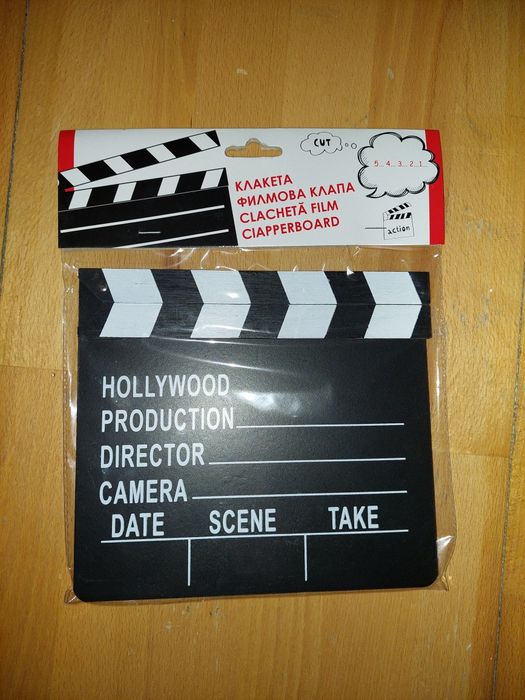 CUT
5...4...3...2...1
КЛАКЕТА
ФИЛМОВА КЛАПА
CLACHETĂ FILM
CIAPPERBOARD
action
HOLLYWOOD
PRODUCTION
DIRECTOR
CAMERA
DATE SCENE TAKE